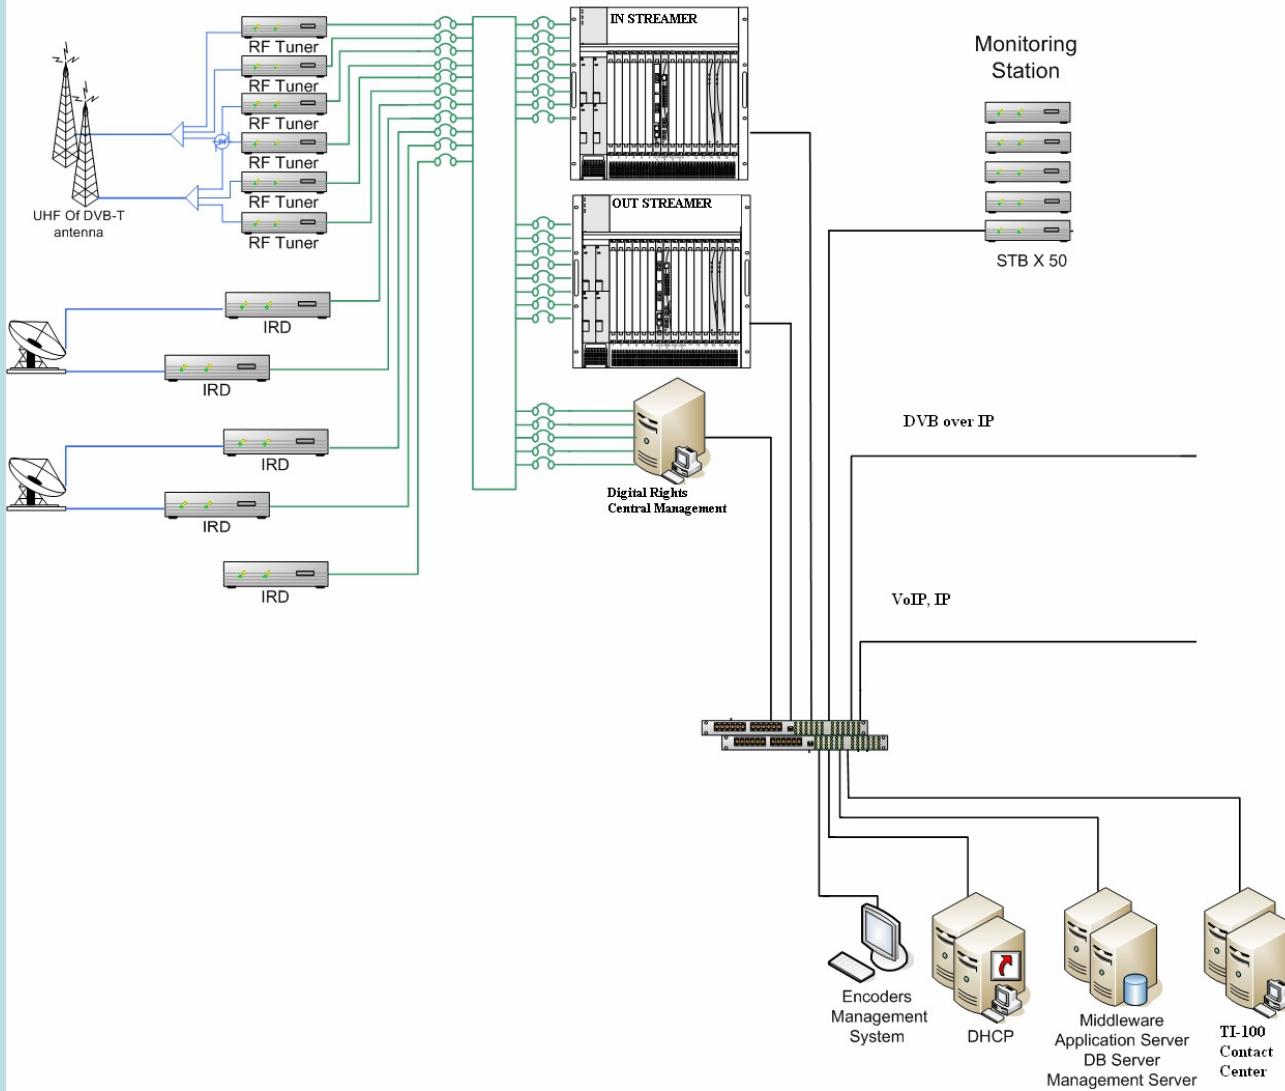 IN STREAMER
RF Tuner
RF Tuner
RF Tuner
RF Tuner
RF Tuner
RF Tuner
UHF Of DVB-T
antenna
OUT STREAMER
Monitoring
Station
STB X 50
IRD
IRD
IRD
IRD
IRD
Digital Rights
Central Management
DVB over IP
VoIP, IP
Encoders
Management
System
DHCP
Middleware
Application Server
DB Server
Management Server
TI-100
Contact
Center